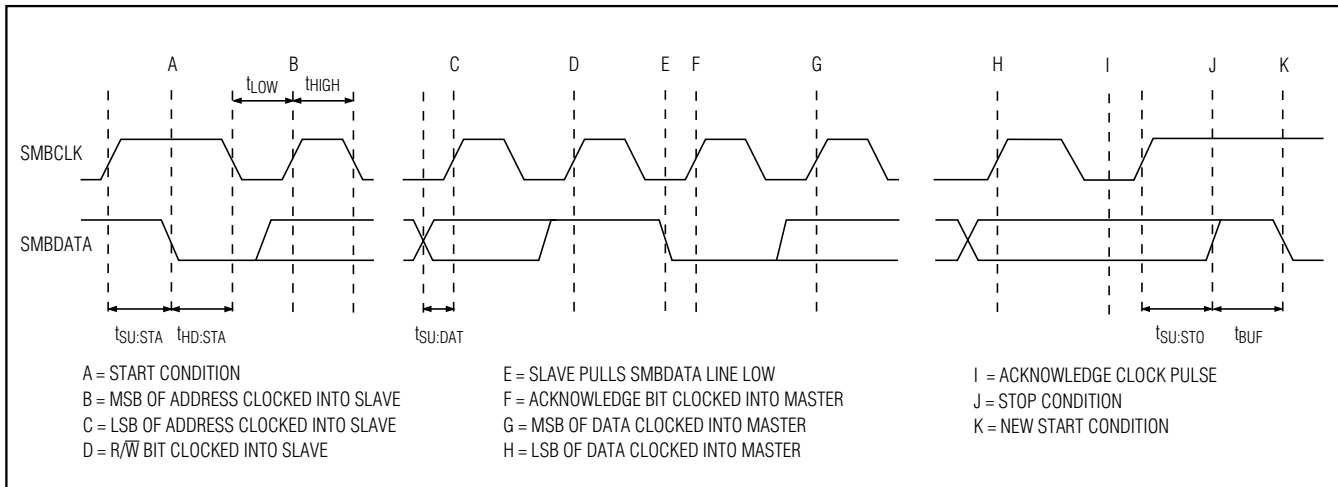 A B C D E F G H I J K
tLOW tHIGH
SMBCLK
SMBDATA
tSU:STA tHD:STA tSU:DAT tSU:STO tBUF
A = START CONDITION
B = MSB OF ADDRESS CLOCKED INTO SLAVE
C = LSB OF ADDRESS CLOCKED INTO SLAVE
D = R/W̅ BIT CLOCKED INTO SLAVE
E = SLAVE PULLS SMBDATA LINE LOW
F = ACKNOWLEDGE BIT CLOCKED INTO MASTER
G = MSB OF DATA CLOCKED INTO MASTER
H = LSB OF DATA CLOCKED INTO MASTER
I = ACKNOWLEDGE CLOCK PULSE
J = STOP CONDITION
K = NEW START CONDITION